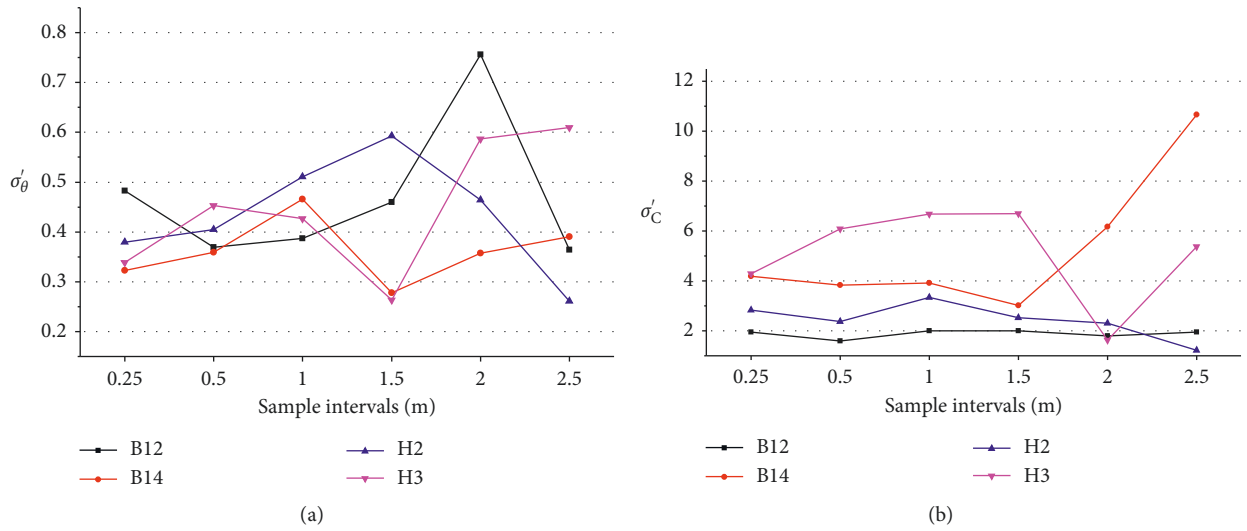 0.8
0.7
0.6
0.5
0.4
0.3
0.2
σ′θ
0.25 0.5 1 1.5 2 2.5
Sample intervals (m)
B12 H2
B14 H3
(a)
12
10
8
6
4
2
σ′C
0.25 0.5 1 1.5 2 2.5
Sample intervals (m)
B12 H2
B14 H3
(b)